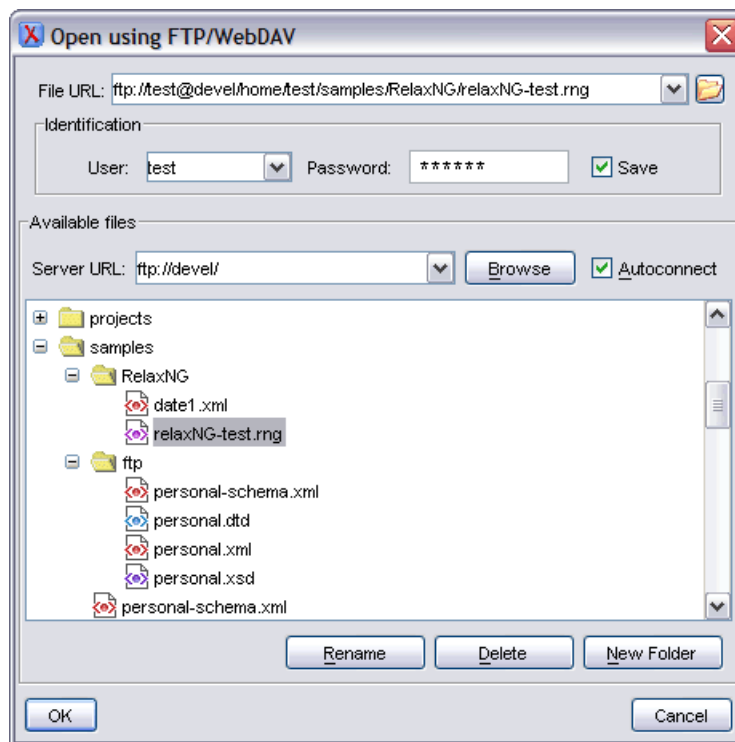 Open using FTP/WebDAV
File URL: ftp://test@devel/home/test/samples/RelaxNG/relaxNG-test.rng
Identification
User: test Password: ****** Save
Available files
Server URL: ftp://devel/ Browse Autoconnect
projects
samples
RelaxNG
date1.xml
relaxNG-test.rng
ftp
personal-schema.xml
personal.dtd
personal.xml
personal.xsd
personal-schema.xml
Rename Delete New Folder
OK Cancel